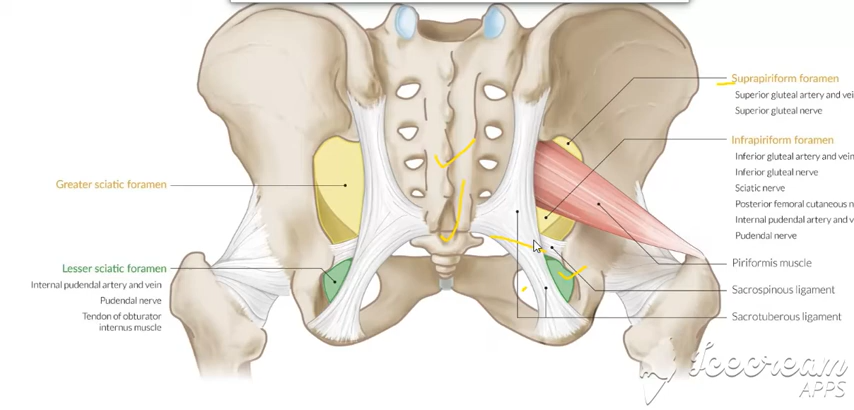 Suprapiriform foramen
Superior gluteal artery and vei
Superior gluteal nerve
Infrapiriform foramen
Inferior gluteal artery and vein
Inferior gluteal nerve
Sciatic nerve
Posterior femoral cutaneous n
Internal pudendal artery and v
Pudendal nerve
Piriformis muscle
Sacrospinous ligament
Sacrotuberous ligament
Greater sciatic foramen
Lesser sciatic foramen
Internal pudendal artery and vein
Pudendal nerve
Tendon of obturator
internus muscle
Icecream
APPS